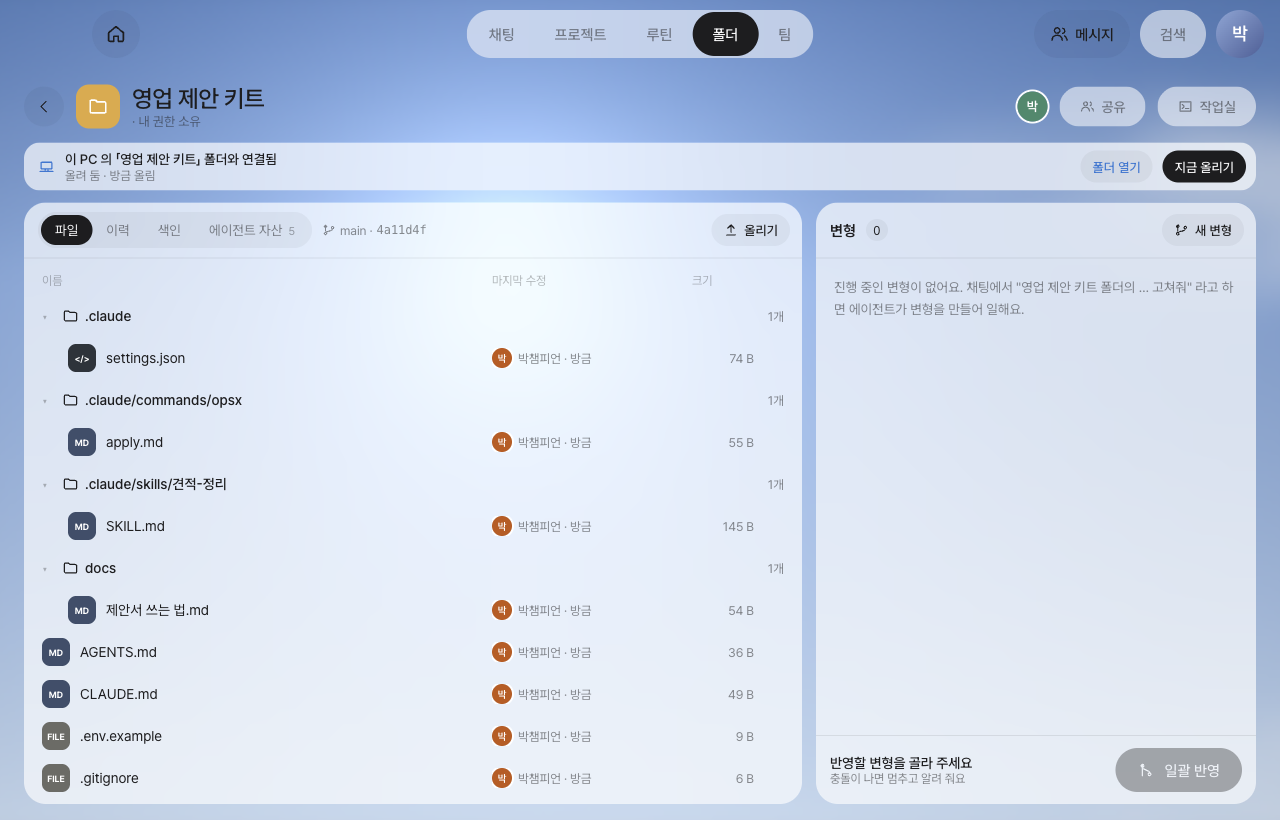 채팅 프로젝트 루틴 폴더 팀
메시지 검색 박
영업 제안 키트
· 내 권한 소유
박 공유 작업실
이 PC 의 「영업 제안 키트」 폴더와 연결됨
올려 둠 · 방금 올림
폴더 열기 지금 올리기
파일 이력 색인 에이전트 자산 5 main · 4a11d4f 올리기
이름 마지막 수정 크기
.claude 1개
</> settings.json 박 박챔피언 · 방금 74 B
.claude/commands/opsx 1개
MD apply.md 박 박챔피언 · 방금 55 B
.claude/skills/견적-정리 1개
MD SKILL.md 박 박챔피언 · 방금 145 B
docs 1개
MD 제안서 쓰는 법.md 박 박챔피언 · 방금 54 B
MD AGENTS.md 박 박챔피언 · 방금 36 B
MD CLAUDE.md 박 박챔피언 · 방금 49 B
FILE .env.example 박 박챔피언 · 방금 9 B
FILE .gitignore 박 박챔피언 · 방금 6 B
변형 0 새 변형
진행 중인 변형이 없어요. 채팅에서 "영업 제안 키트 폴더의 … 고쳐줘" 라고 하
면 에이전트가 변형을 만들어 일해요.
반영할 변형을 골라 주세요
충돌이 나면 멈추고 알려 줘요
일괄 반영